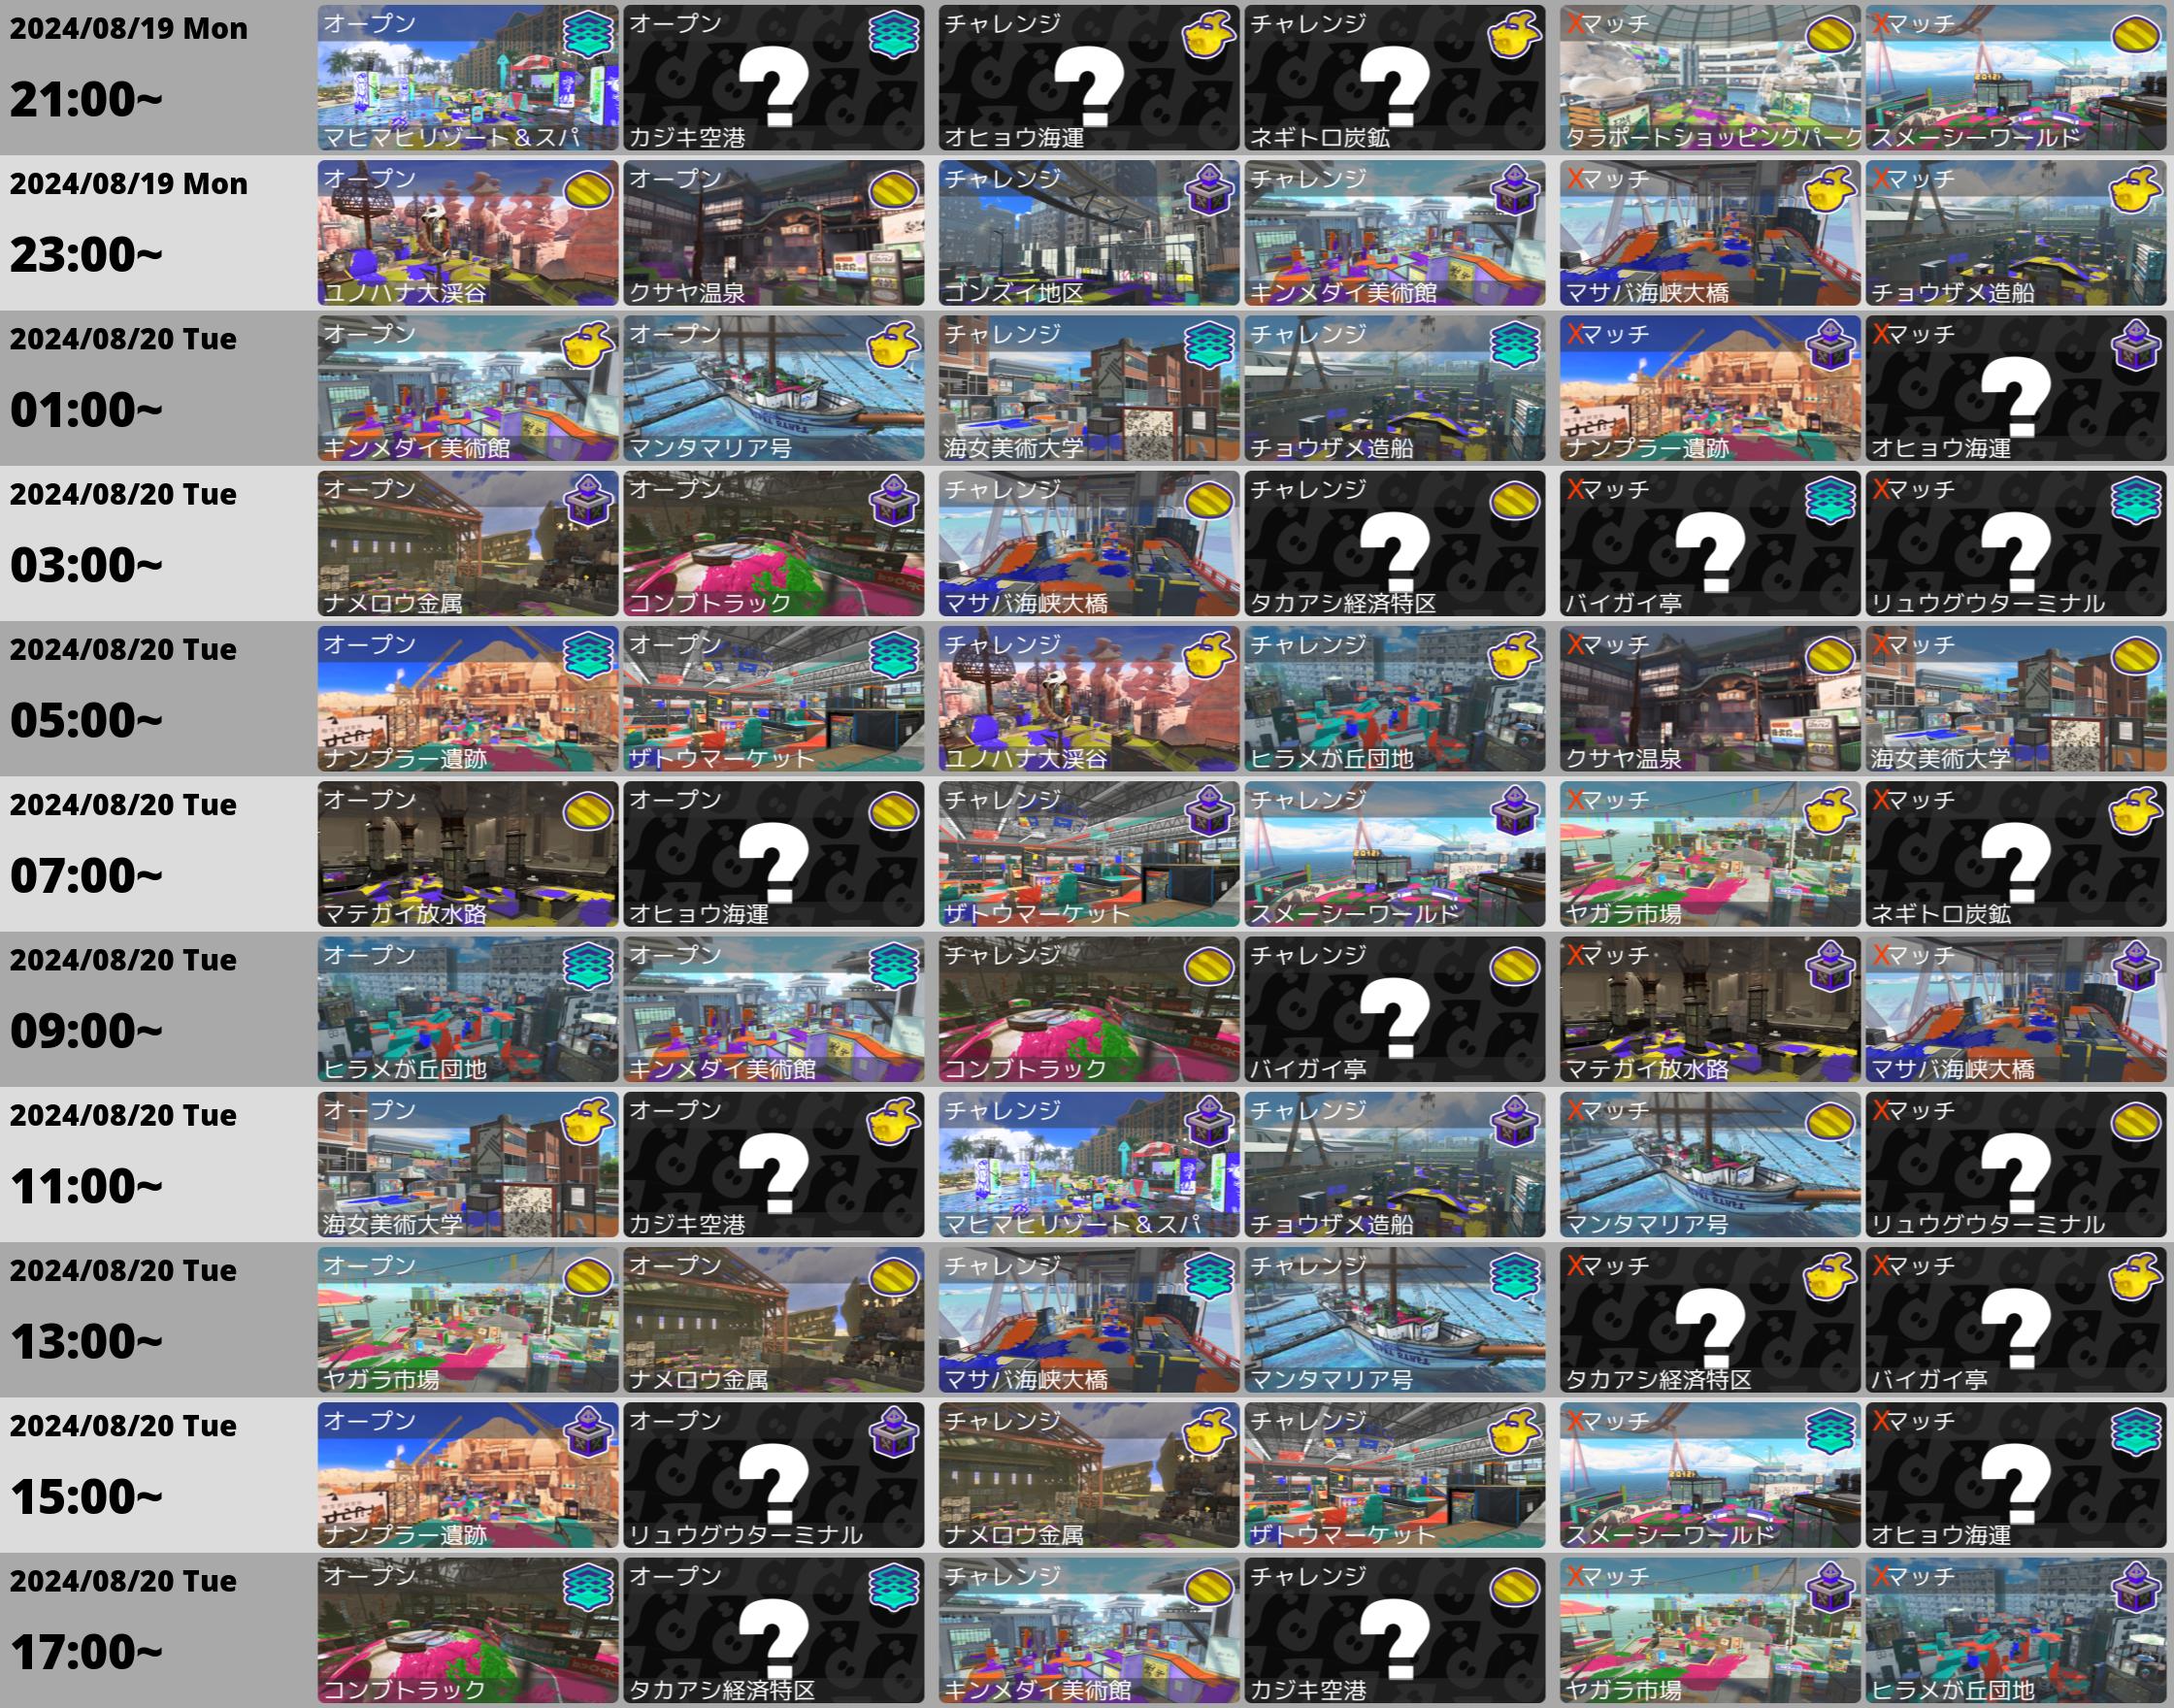 2024/08/19 Mon
21:00~
オープン
マヒマヒリゾート＆スパ
オープン
カジキ空港
チャレンジ
オヒョウ海運
チャレンジ
ネギトロ炭鉱
Xマッチ
タラポートショッピングパーク
Xマッチ
スメーシーワールド
2024/08/19 Mon
23:00~
オープン
ユノハナ大渓谷
オープン
クサヤ温泉
チャレンジ
ゴンズイ地区
チャレンジ
キンメダイ美術館
Xマッチ
マサバ海峡大橋
Xマッチ
チョウザメ造船
2024/08/20 Tue
01:00~
オープン
キンメダイ美術館
オープン
マンタマリア号
チャレンジ
海女美術大学
チャレンジ
チョウザメ造船
Xマッチ
ナンプラー遺跡
Xマッチ
オヒョウ海運
2024/08/20 Tue
03:00~
オープン
ナメロウ金属
オープン
コンブトラック
チャレンジ
マサバ海峡大橋
チャレンジ
タカアシ経済特区
Xマッチ
バイガイ亭
Xマッチ
リュウグウターミナル
2024/08/20 Tue
05:00~
オープン
ナンプラー遺跡
オープン
ザトウマーケット
チャレンジ
ユノハナ大渓谷
チャレンジ
ヒラメが丘団地
Xマッチ
クサヤ温泉
Xマッチ
海女美術大学
2024/08/20 Tue
07:00~
オープン
マテガイ放水路
オープン
オヒョウ海運
チャレンジ
ザトウマーケット
チャレンジ
スメーシーワールド
Xマッチ
ヤガラ市場
Xマッチ
ネギトロ炭鉱
2024/08/20 Tue
09:00~
オープン
ヒラメが丘団地
オープン
キンメダイ美術館
チャレンジ
コンブトラック
チャレンジ
バイガイ亭
Xマッチ
マテガイ放水路
Xマッチ
マサバ海峡大橋
2024/08/20 Tue
11:00~
オープン
海女美術大学
オープン
カジキ空港
チャレンジ
マヒマヒリゾート＆スパ
チャレンジ
チョウザメ造船
Xマッチ
マンタマリア号
Xマッチ
リュウグウターミナル
2024/08/20 Tue
13:00~
オープン
ヤガラ市場
オープン
ナメロウ金属
チャレンジ
マサバ海峡大橋
チャレンジ
マンタマリア号
Xマッチ
タカアシ経済特区
Xマッチ
バイガイ亭
2024/08/20 Tue
15:00~
オープン
ナンプラー遺跡
オープン
リュウグウターミナル
チャレンジ
ナメロウ金属
チャレンジ
ザトウマーケット
Xマッチ
スメーシーワールド
Xマッチ
オヒョウ海運
2024/08/20 Tue
17:00~
オープン
コンブトラック
オープン
タカアシ経済特区
チャレンジ
キンメダイ美術館
チャレンジ
カジキ空港
Xマッチ
ヤガラ市場
Xマッチ
ヒラメが丘団地